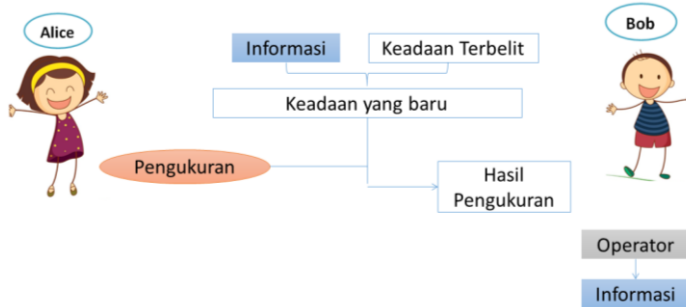 Alice
Bob
Informasi
Keadaan Terbelit
Keadaan yang baru
Pengukuran
Hasil
Pengukuran
Operator
Informasi